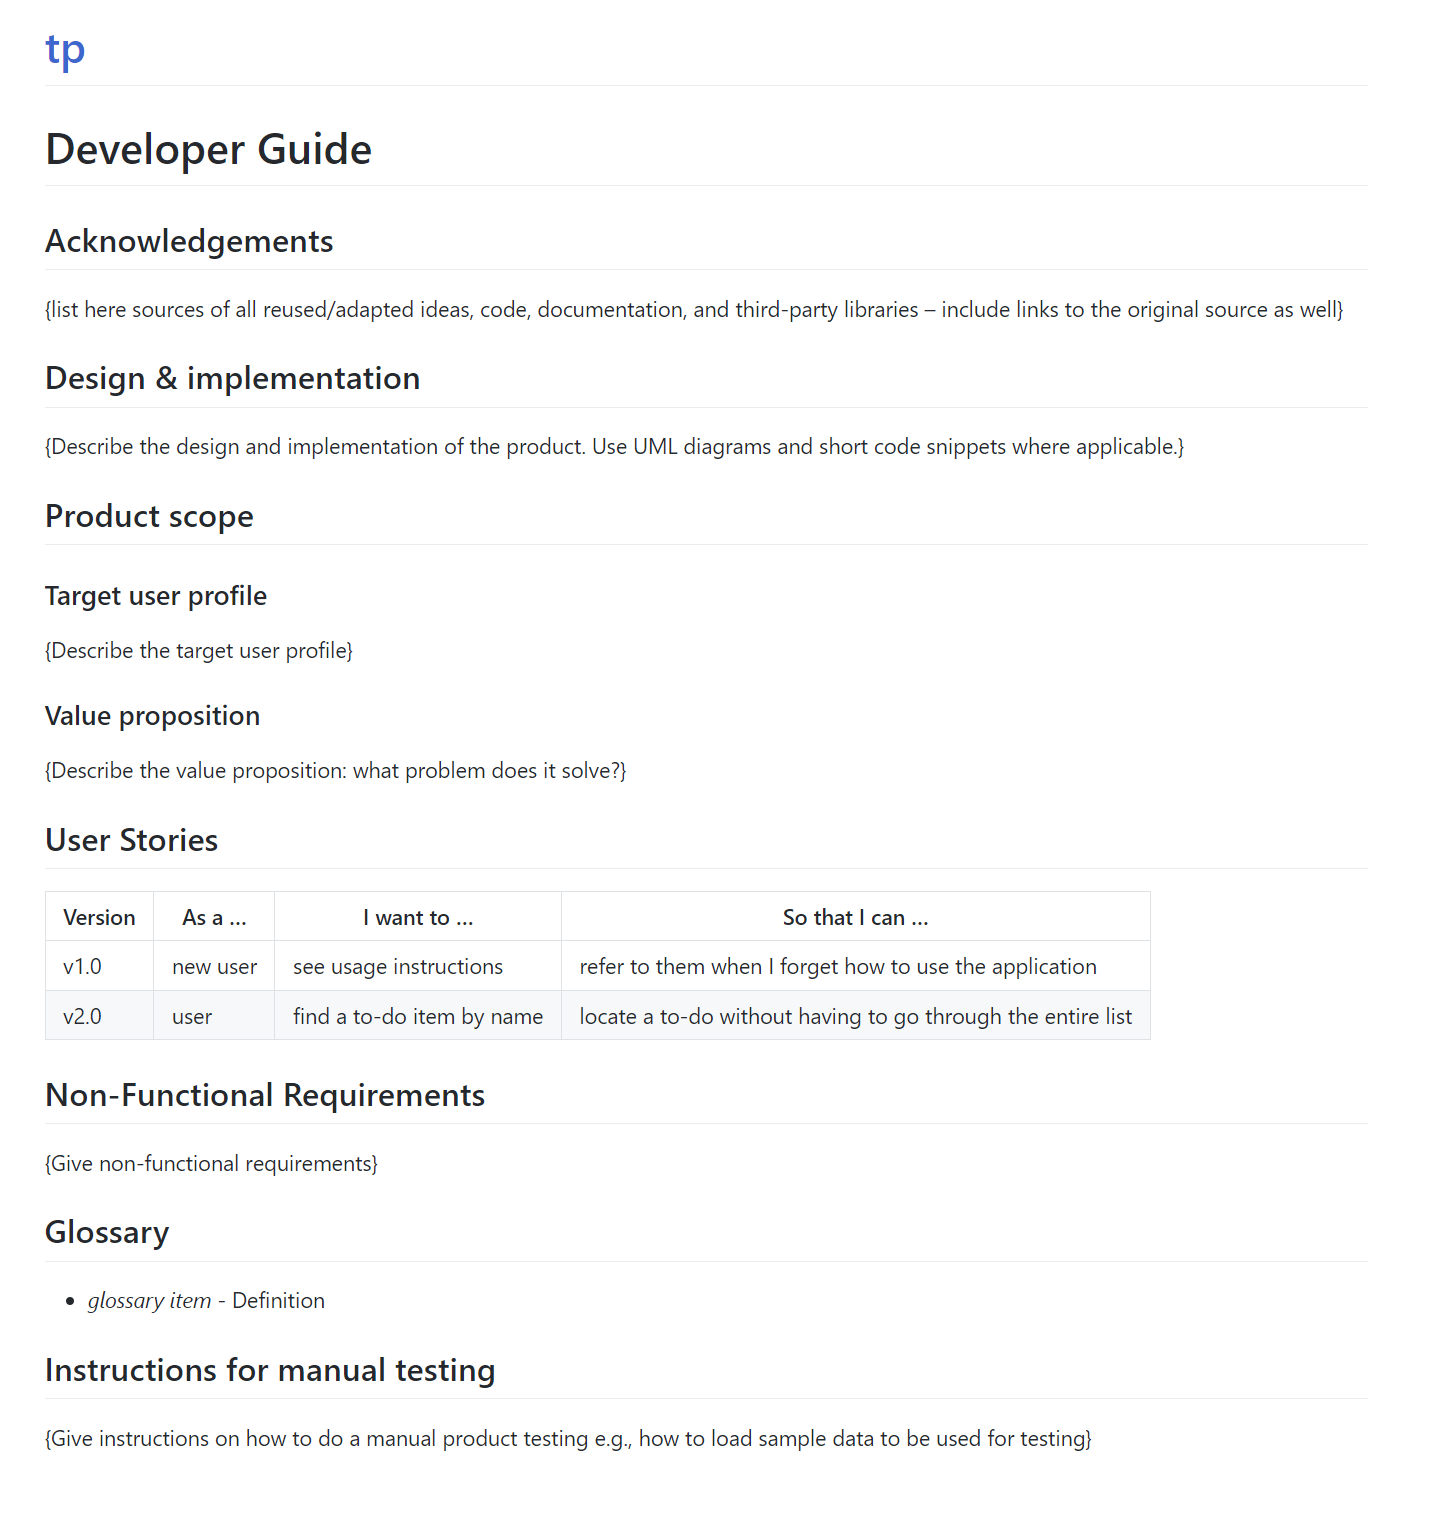 tp
Developer Guide
Acknowledgements
{list here sources of all reused/adapted ideas, code, documentation, and third-party libraries – include links to the original source as well}
Design & implementation
{Describe the design and implementation of the product. Use UML diagrams and short code snippets where applicable.}
Product scope
Target user profile
{Describe the target user profile}
Value proposition
{Describe the value proposition: what problem does it solve?}
User Stories
Version As a … I want to … So that I can …
v1.0 new user see usage instructions refer to them when I forget how to use the application
v2.0 user find a to-do item by name locate a to-do without having to go through the entire list
Non-Functional Requirements
{Give non-functional requirements}
Glossary
• glossary item - Definition
Instructions for manual testing
{Give instructions on how to do a manual product testing e.g., how to load sample data to be used for testing}